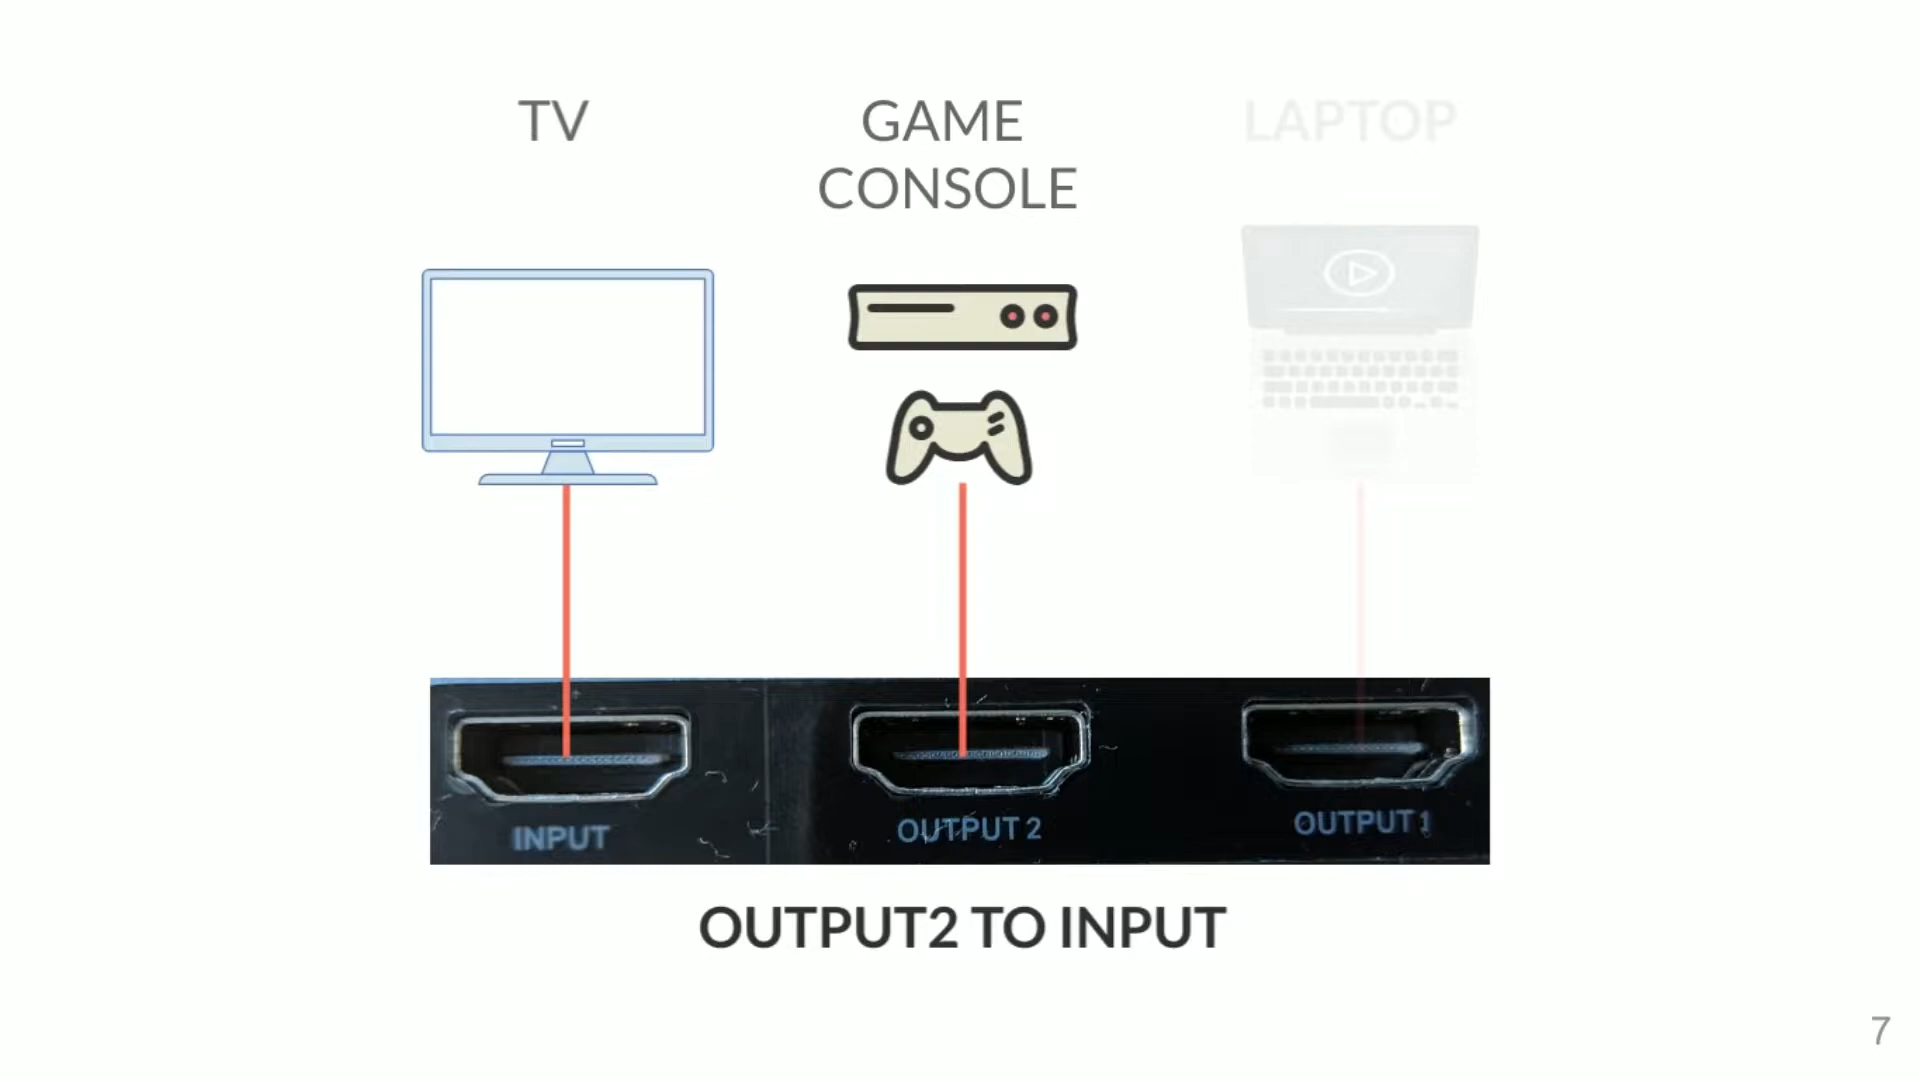 TV
GAME
CONSOLE
LAPTOP
INPUT
OUTPUT 2
OUTPUT 1
OUTPUT2 TO INPUT
7